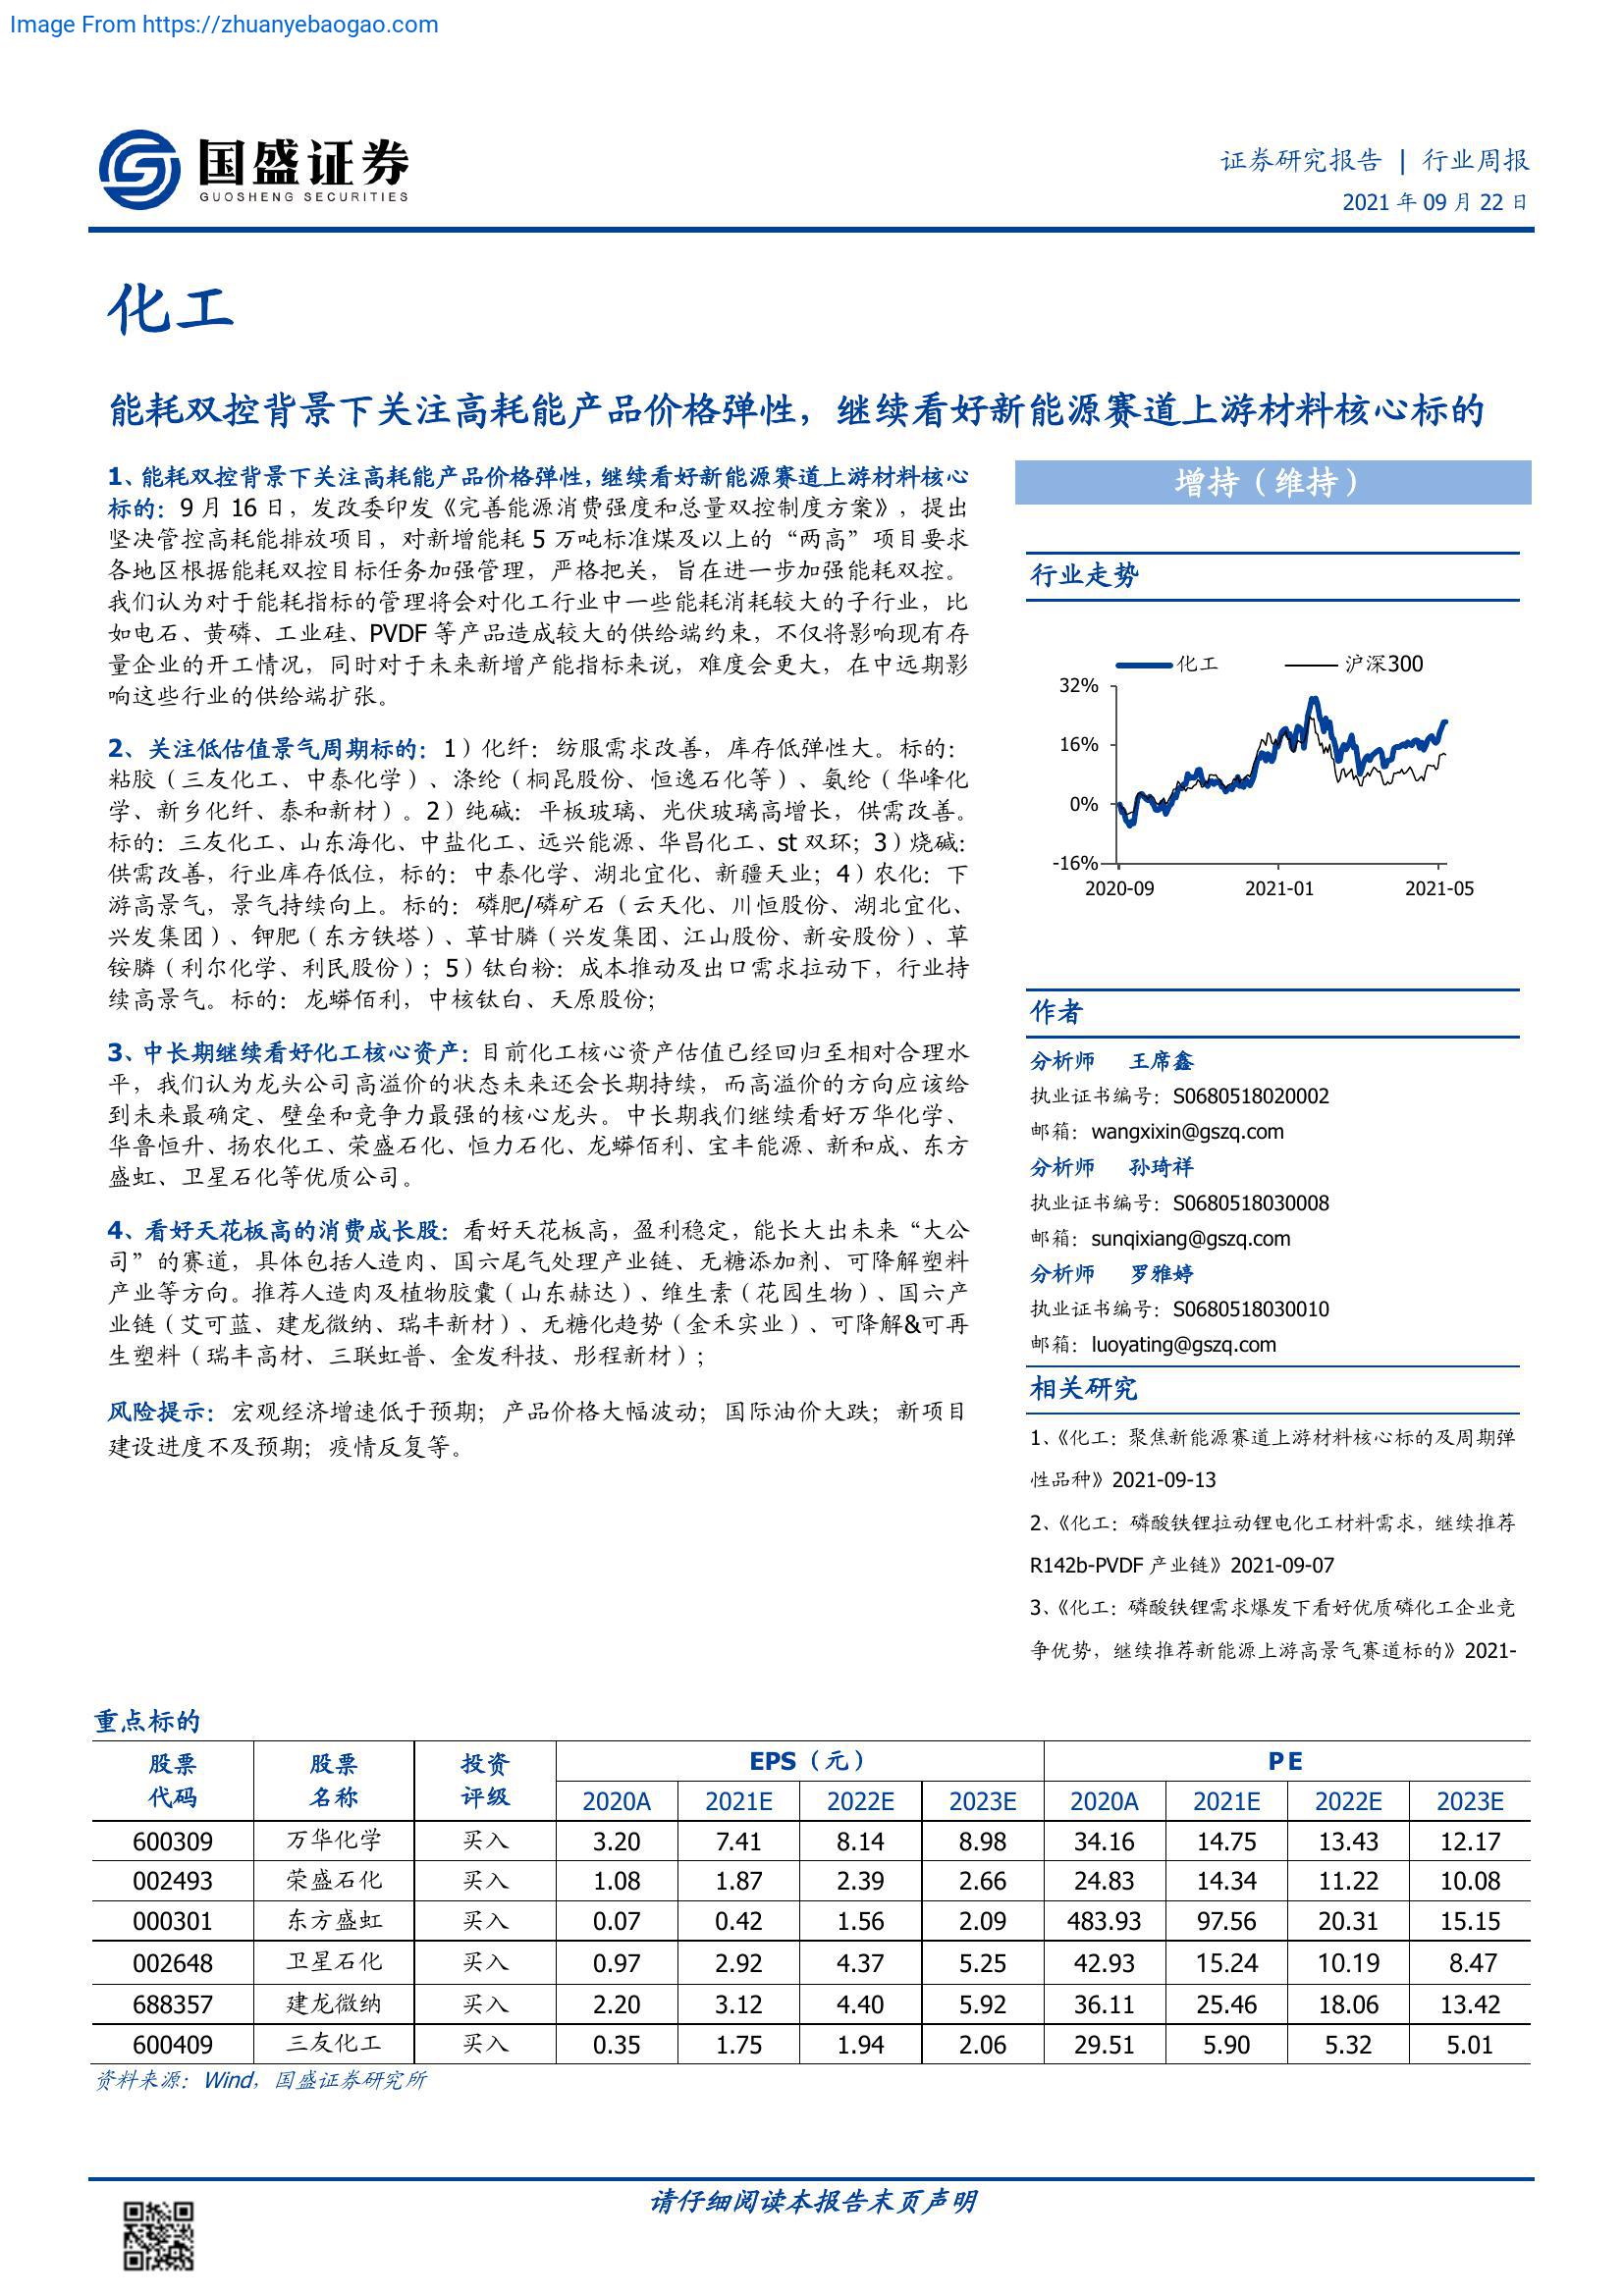 Image From https://zhuanyebaogao.com
国盛证券
GUOSHENG SECURITIES
证券研究报告 | 行业周报
2021 年 09 月 22 日
化工
能耗双控背景下关注高耗能产品价格弹性，继续看好新能源赛道上游材料核心标的
1、能耗双控背景下关注高耗能产品价格弹性，继续看好新能源赛道上游材料核心
标的：9 月 16 日，发改委印发《完善能源消费强度和总量双控制度方案》，提出
坚决管控高耗能排放项目，对新增能耗 5 万吨标准煤及以上的“两高”项目要求
各地区根据能耗双控目标任务加强管理，严格把关，旨在进一步加强能耗双控。
我们认为对于能耗指标的管理将会对化工行业中一些能耗消耗较大的子行业，比
如电石、黄磷、工业硅、PVDF 等产品造成较大的供给端约束，不仅将影响现有存
量企业的开工情况，同时对于未来新增产能指标来说，难度会更大，在中远期影
响这些行业的供给端扩张。
2、关注低估值景气周期标的：1）化纤：纺服需求改善，库存低弹性大。标的：
粘胶（三友化工、中泰化学）、涤纶（桐昆股份、恒逸石化等）、氨纶（华峰化
学、新乡化纤、泰和新材）。2）纯碱：平板玻璃、光伏玻璃高增长，供需改善。
标的：三友化工、山东海化、中盐化工、远兴能源、华昌化工、st 双环；3）烧碱：
供需改善，行业库存低位，标的：中泰化学、湖北宜化、新疆天业；4）农化：下
游高景气，景气持续向上。标的：磷肥/磷矿石（云天化、川恒股份、湖北宜化、
兴发集团）、钾肥（东方铁塔）、草甘膦（兴发集团、江山股份、新安股份）、草
铵膦（利尔化学、利民股份）；5）钛白粉：成本推动及出口需求拉动下，行业持
续高景气。标的：龙蟒佰利，中核钛白、天原股份；
3、中长期继续看好化工核心资产：目前化工核心资产估值已经回归至相对合理水
平，我们认为龙头公司高溢价的状态未来还会长期持续，而高溢价的方向应该给
到未来最确定、壁垒和竞争力最强的核心龙头。中长期我们继续看好万华化学、
华鲁恒升、扬农化工、荣盛石化、恒力石化、龙蟒佰利、宝丰能源、新和成、东方
盛虹、卫星石化等优质公司。
4、看好天花板高的消费成长股：看好天花板高，盈利稳定，能长大出未来“大公
司”的赛道，具体包括人造肉、国六尾气处理产业链、无糖添加剂、可降解塑料
产业等方向。推荐人造肉及植物胶囊（山东赫达）、维生素（花园生物）、国六产
业链（艾可蓝、建龙微纳、瑞丰新材）、无糖化趋势（金禾实业）、可降解&可再
生塑料（瑞丰高材、三联虹普、金发科技、彤程新材）；
风险提示：宏观经济增速低于预期；产品价格大幅波动；国际油价大跌；新项目
建设进度不及预期；疫情反复等。
增持（维持）
行业走势
化工 沪深300
32%
16%
0%
-16%
2020-09 2021-01 2021-05
作者
分析师 王席鑫
执业证书编号：S0680518020002
邮箱：wangxixin@gszq.com
分析师 孙琦祥
执业证书编号：S0680518030008
邮箱：sunqixiang@gszq.com
分析师 罗雅婷
执业证书编号：S0680518030010
邮箱：luoyating@gszq.com
相关研究
1、《化工：聚焦新能源赛道上游材料核心标的及周期弹
性品种》2021-09-13
2、《化工：磷酸铁锂拉动锂电化工材料需求，继续推荐
R142b-PVDF 产业链》2021-09-07
3、《化工：磷酸铁锂需求爆发下看好优质磷化工企业竞
争优势，继续推荐新能源上游高景气赛道标的》2021-
重点标的
股票 股票 投资 EPS（元） PE
代码 名称 评级 2020A 2021E 2022E 2023E 2020A 2021E 2022E 2023E
600309 万华化学 买入 3.20 7.41 8.14 8.98 34.16 14.75 13.43 12.17
002493 荣盛石化 买入 1.08 1.87 2.39 2.66 24.83 14.34 11.22 10.08
000301 东方盛虹 买入 0.07 0.42 1.56 2.09 483.93 97.56 20.31 15.15
002648 卫星石化 买入 0.97 2.92 4.37 5.25 42.93 15.24 10.19 8.47
688357 建龙微纳 买入 2.20 3.12 4.40 5.92 36.11 25.46 18.06 13.42
600409 三友化工 买入 0.35 1.75 1.94 2.06 29.51 5.90 5.32 5.01
资料来源：Wind，国盛证券研究所
请仔细阅读本报告末页声明